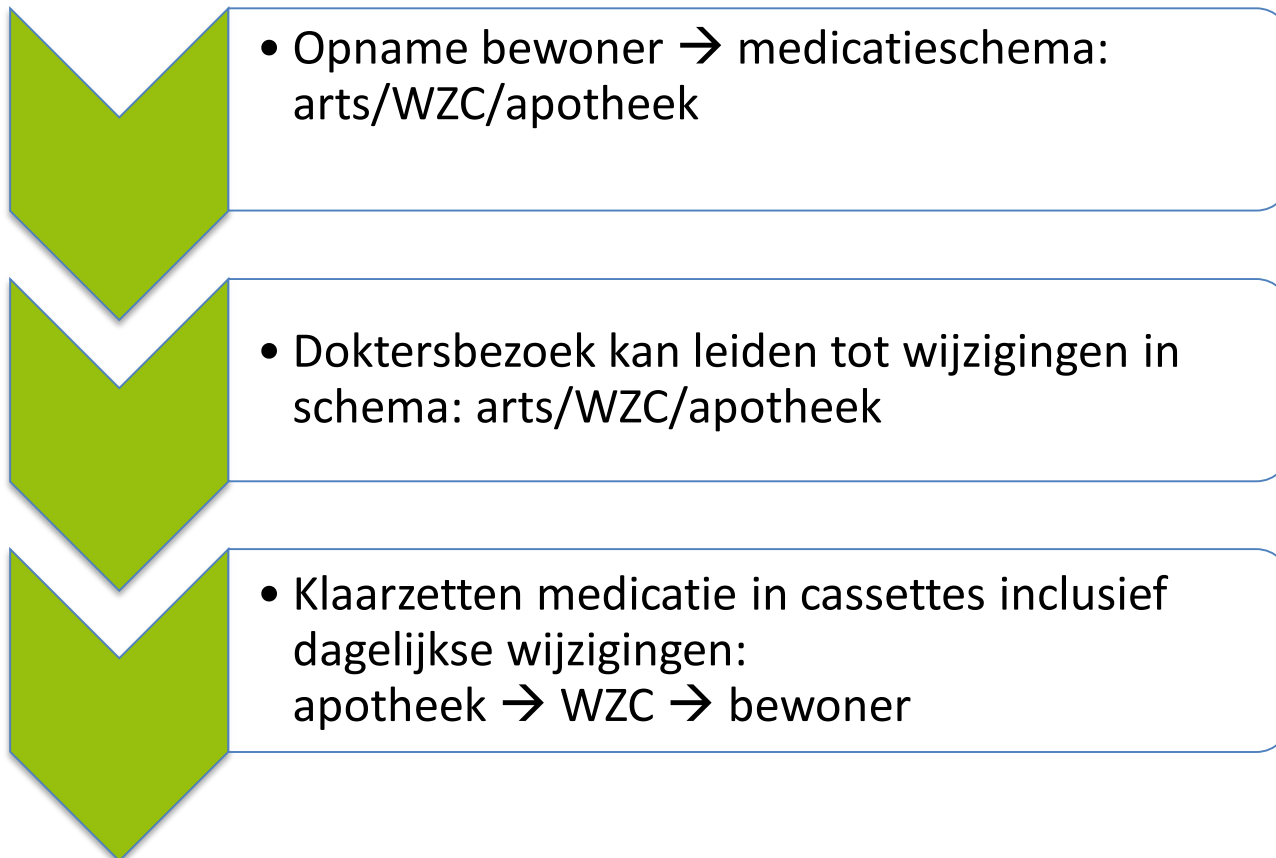 • Opname bewoner → medicatieschema:
arts/WZC/apotheek
• Doktersbezoek kan leiden tot wijzigingen in
schema: arts/WZC/apotheek
• Klaarzetten medicatie in cassettes inclusief
dagelijkse wijzigingen:
apotheek → WZC → bewoner